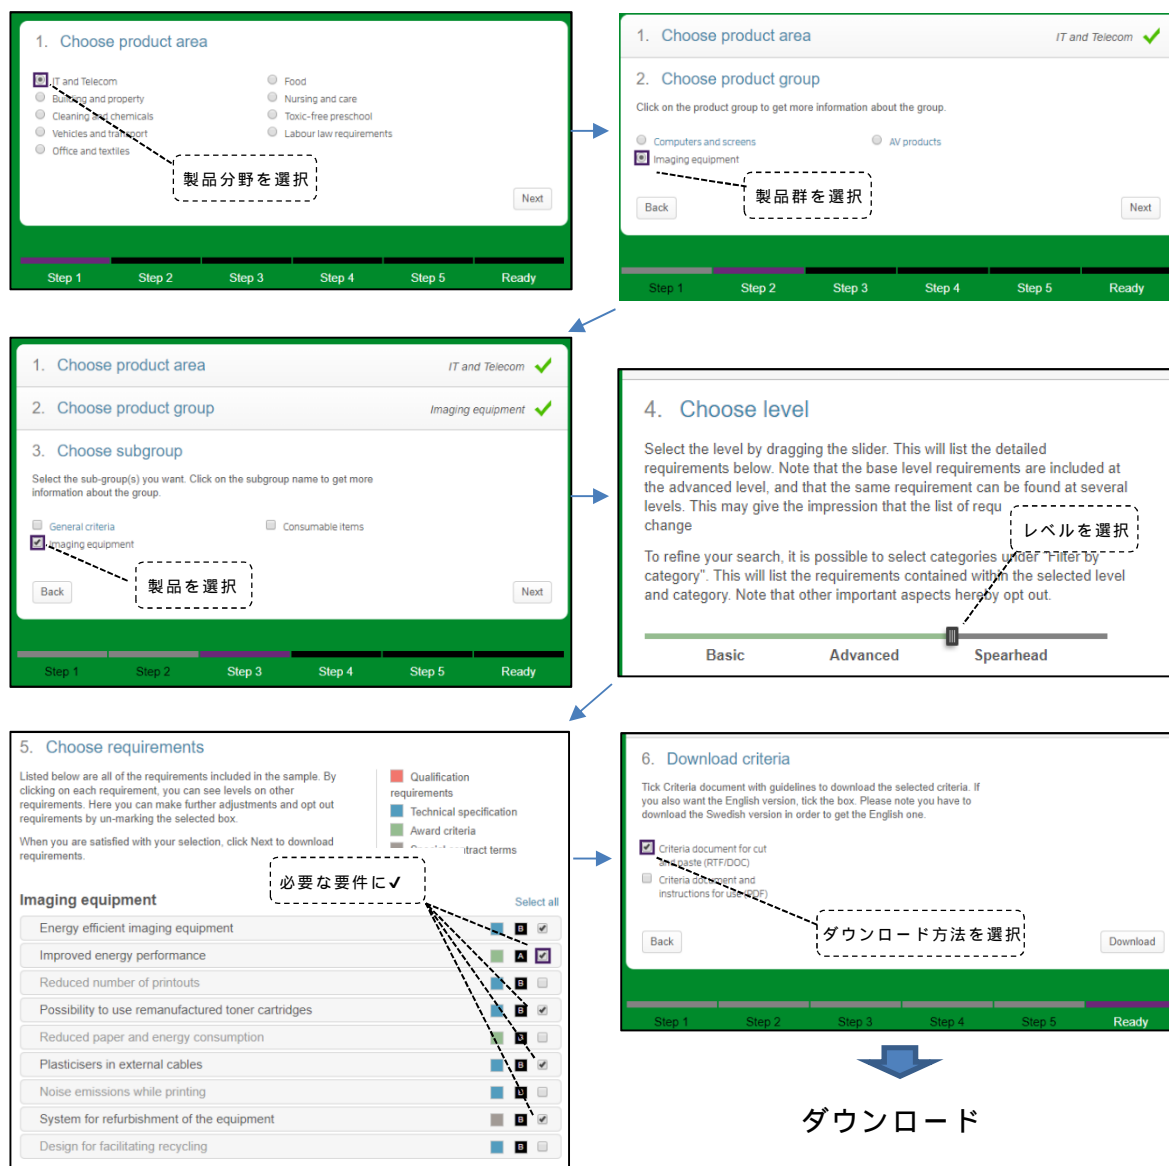 1. Choose product area
IT and Telecom
Food
Building and property
Nursing and care
Cleaning and chemicals
Toxic-free preschool
Vehicles and transport
Labour law requirements
Office and textiles
製品分野を選択
Next
Step 1 Step 2 Step 3 Step 4 Step 5 Ready
1. Choose product area IT and Telecom
2. Choose product group
Click on the product group to get more information about the group.
Computers and screens
AV products
Imaging equipment
製品群を選択
Back
Next
Step 1 Step 2 Step 3 Step 4 Step 5 Ready
1. Choose product area IT and Telecom
2. Choose product group Imaging equipment
3. Choose subgroup
Select the sub-group(s) you want. Click on the subgroup name to get more
information about the group.
General criteria
Consumable items
Imaging equipment
製品を選択
Back
Next
Step 1 Step 2 Step 3 Step 4 Step 5 Ready
4. Choose level
Select the level by dragging the slider. This will list the detailed
requirements below. Note that the base level requirements are included at
the advanced level, and that the same requirement can be found at several
levels. This may give the impression that the list of requ
change
レベルを選択
To refine your search, it is possible to select categories under "Filter by
category". This will list the requirements contained within the selected level
and category. Note that other important aspects hereby opt out.
Basic Advanced Spearhead
5. Choose requirements
Listed below are all of the requirements included in the sample. By
clicking on each requirement, you can see levels on other
requirements. Here you can make further adjustments and opt out
requirements by un-marking the selected box.
When you are satisfied with your selection, click Next to download
requirements.
Qualification
requirements
Technical specification
Award criteria
contract terms
必要な要件に✔
Imaging equipment
Select all
Energy efficient imaging equipment B
Improved energy performance A
Reduced number of printouts B
Possibility to use remanufactured toner cartridges B
Reduced paper and energy consumption
Plasticisers in external cables B
Noise emissions while printing
System for refurbishment of the equipment B
Design for facilitating recycling B
6. Download criteria
Tick Criteria document with guidelines to download the selected criteria. If
you also want the English version, tick the box. Please note you have to
download the Swedish version in order to get the English one.
Criteria document for cut
and paste (RTF/DOC)
Criteria document and
instructions for use (PDF)
ダウンロード方法を選択
Back
Download
Step 1 Step 2 Step 3 Step 4 Step 5 Ready
ダウンロード